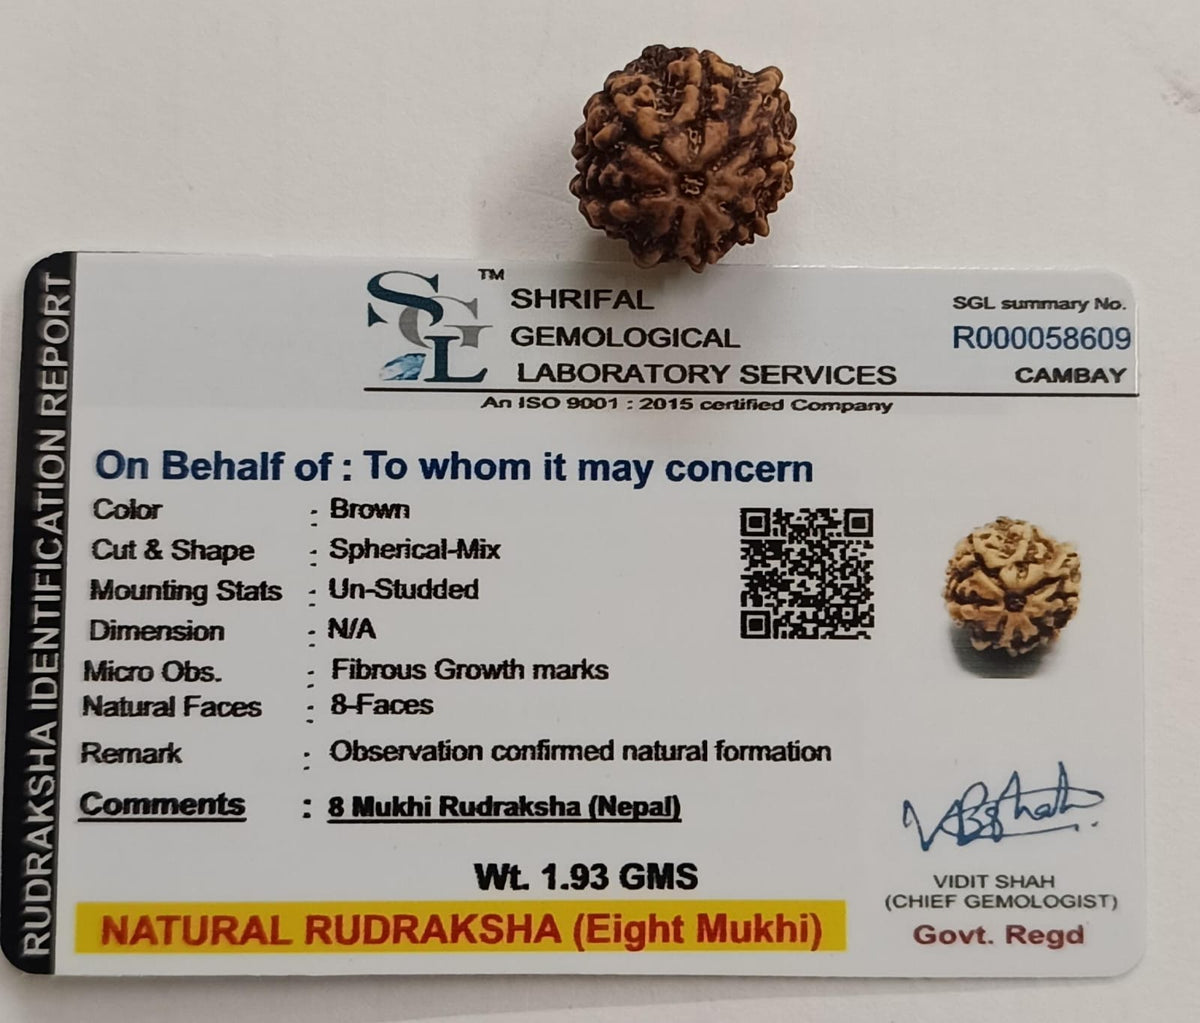 RUDRAKSHA IDENTIFICATION REPORT
SGL TM
SHRIFAL
GEMOLOGICAL
LABORATORY SERVICES
An ISO 9001 : 2015 certified Company
SGL summary No.
R000058609
CAMBAY
On Behalf of : To whom it may concern
Color : Brown
Cut & Shape : Spherical-Mix
Mounting Stats : Un-Studded
Dimension : N/A
Micro Obs. : Fibrous Growth marks
Natural Faces : 8-Faces
Remark : Observation confirmed natural formation
Comments : 8 Mukhi Rudraksha (Nepal)
Wt. 1.93 GMS
NATURAL RUDRAKSHA (Eight Mukhi)
VIDIT SHAH
(CHIEF GEMOLOGIST)
Govt. Regd